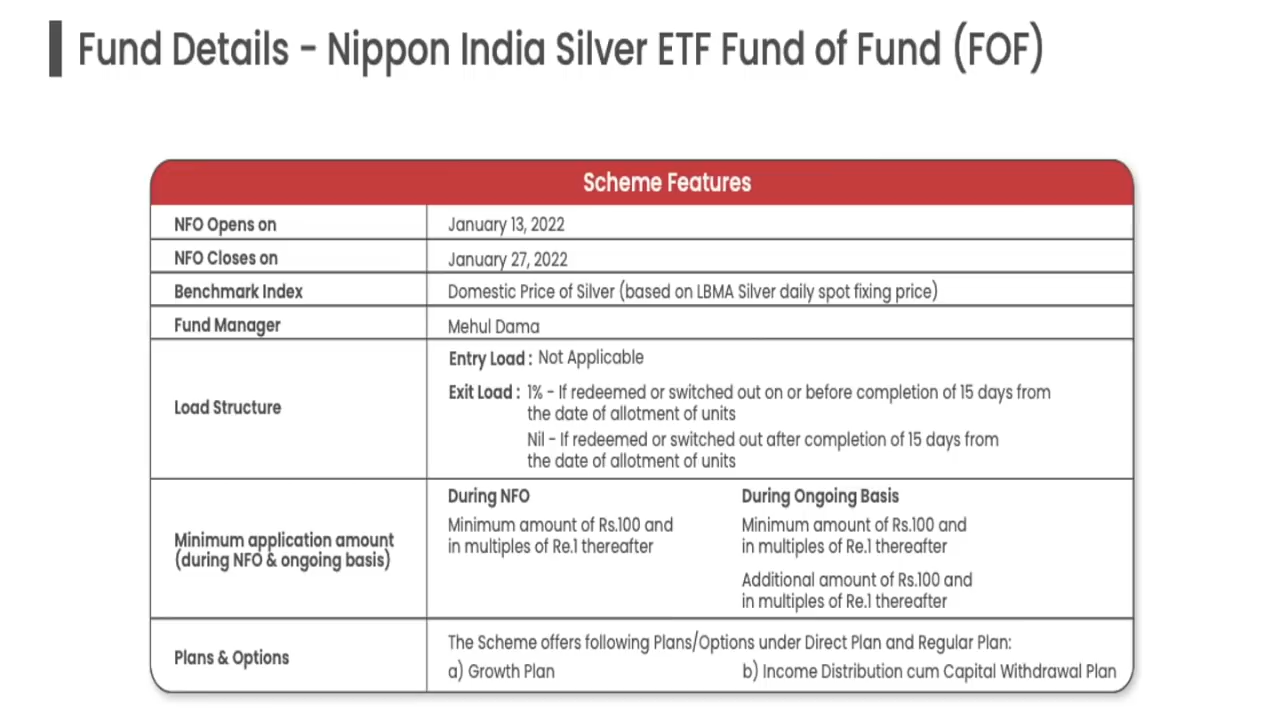 Fund Details - Nippon India Silver ETF Fund of Fund (FOF)
Scheme Features
NFO Opens on
January 13, 2022
NFO Closes on
January 27, 2022
Benchmark Index
Domestic Price of Silver (based on LBMA Silver daily spot fixing price)
Fund Manager
Mehul Dama
Load Structure
Entry Load : Not Applicable
Exit Load : 1% - If redeemed or switched out on or before completion of 15 days from
the date of allotment of units
Nil - If redeemed or switched out after completion of 15 days from
the date of allotment of units
Minimum application amount
(during NFO & ongoing basis)
During NFO
Minimum amount of Rs.100 and
in multiples of Re.1 thereafter
During Ongoing Basis
Minimum amount of Rs.100 and
in multiples of Re.1 thereafter
Additional amount of Rs.100 and
in multiples of Re.1 thereafter
Plans & Options
The Scheme offers following Plans/Options under Direct Plan and Regular Plan:
a) Growth Plan
b) Income Distribution cum Capital Withdrawal Plan